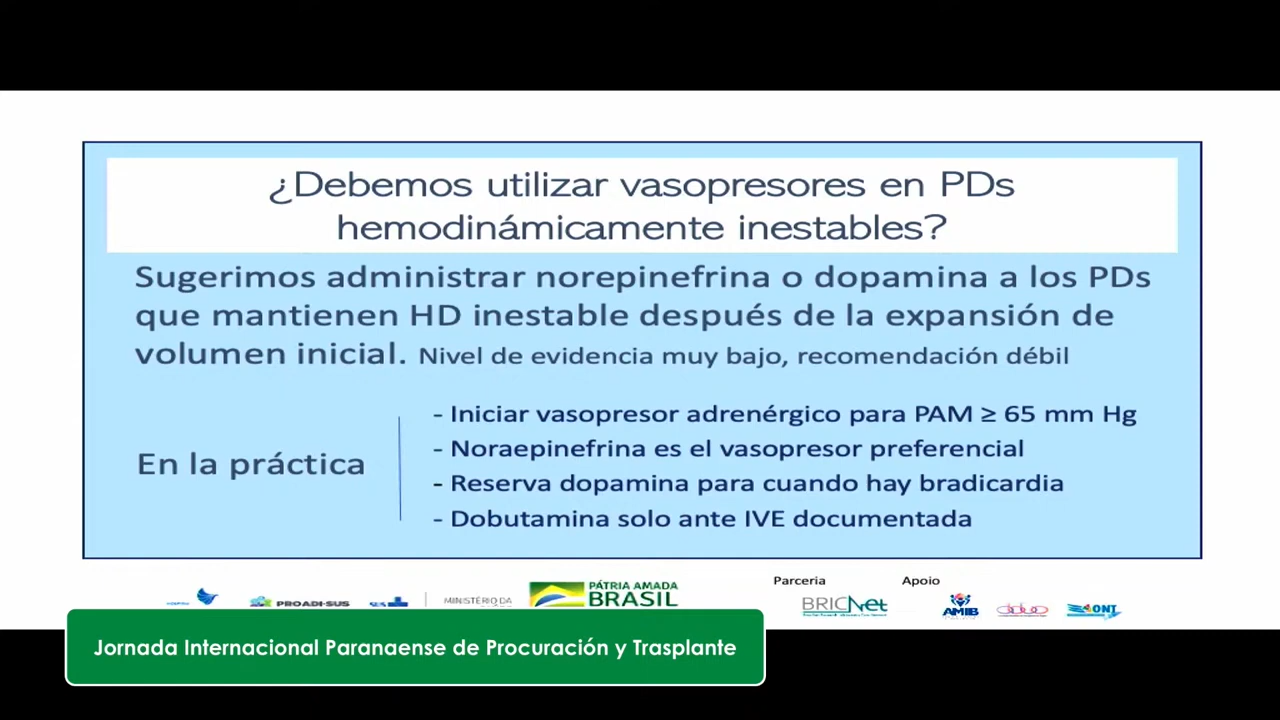 ¿Debemos utilizar vasopresores en PDs
hemodinámicamente inestables?
Sugerimos administrar norepinefrina o dopamina a los PDs
que mantienen HD inestable después de la expansión de
volumen inicial. Nivel de evidencia muy bajo, recomendación débil
En la práctica
- Iniciar vasopresor adrenérgico para PAM ≥ 65 mm Hg
- Noraepinefrina es el vasopresor preferencial
- Reserva dopamina para cuando hay bradicardia
- Dobutamina solo ante IVE documentada
Parceria
Apoio
PROADI-SUS
MINISTÉRIO DA
PÁTRIA AMADA
BRASIL
BRICNet
AMIB
Jornada Internacional Paranaense de Procuración y Trasplante